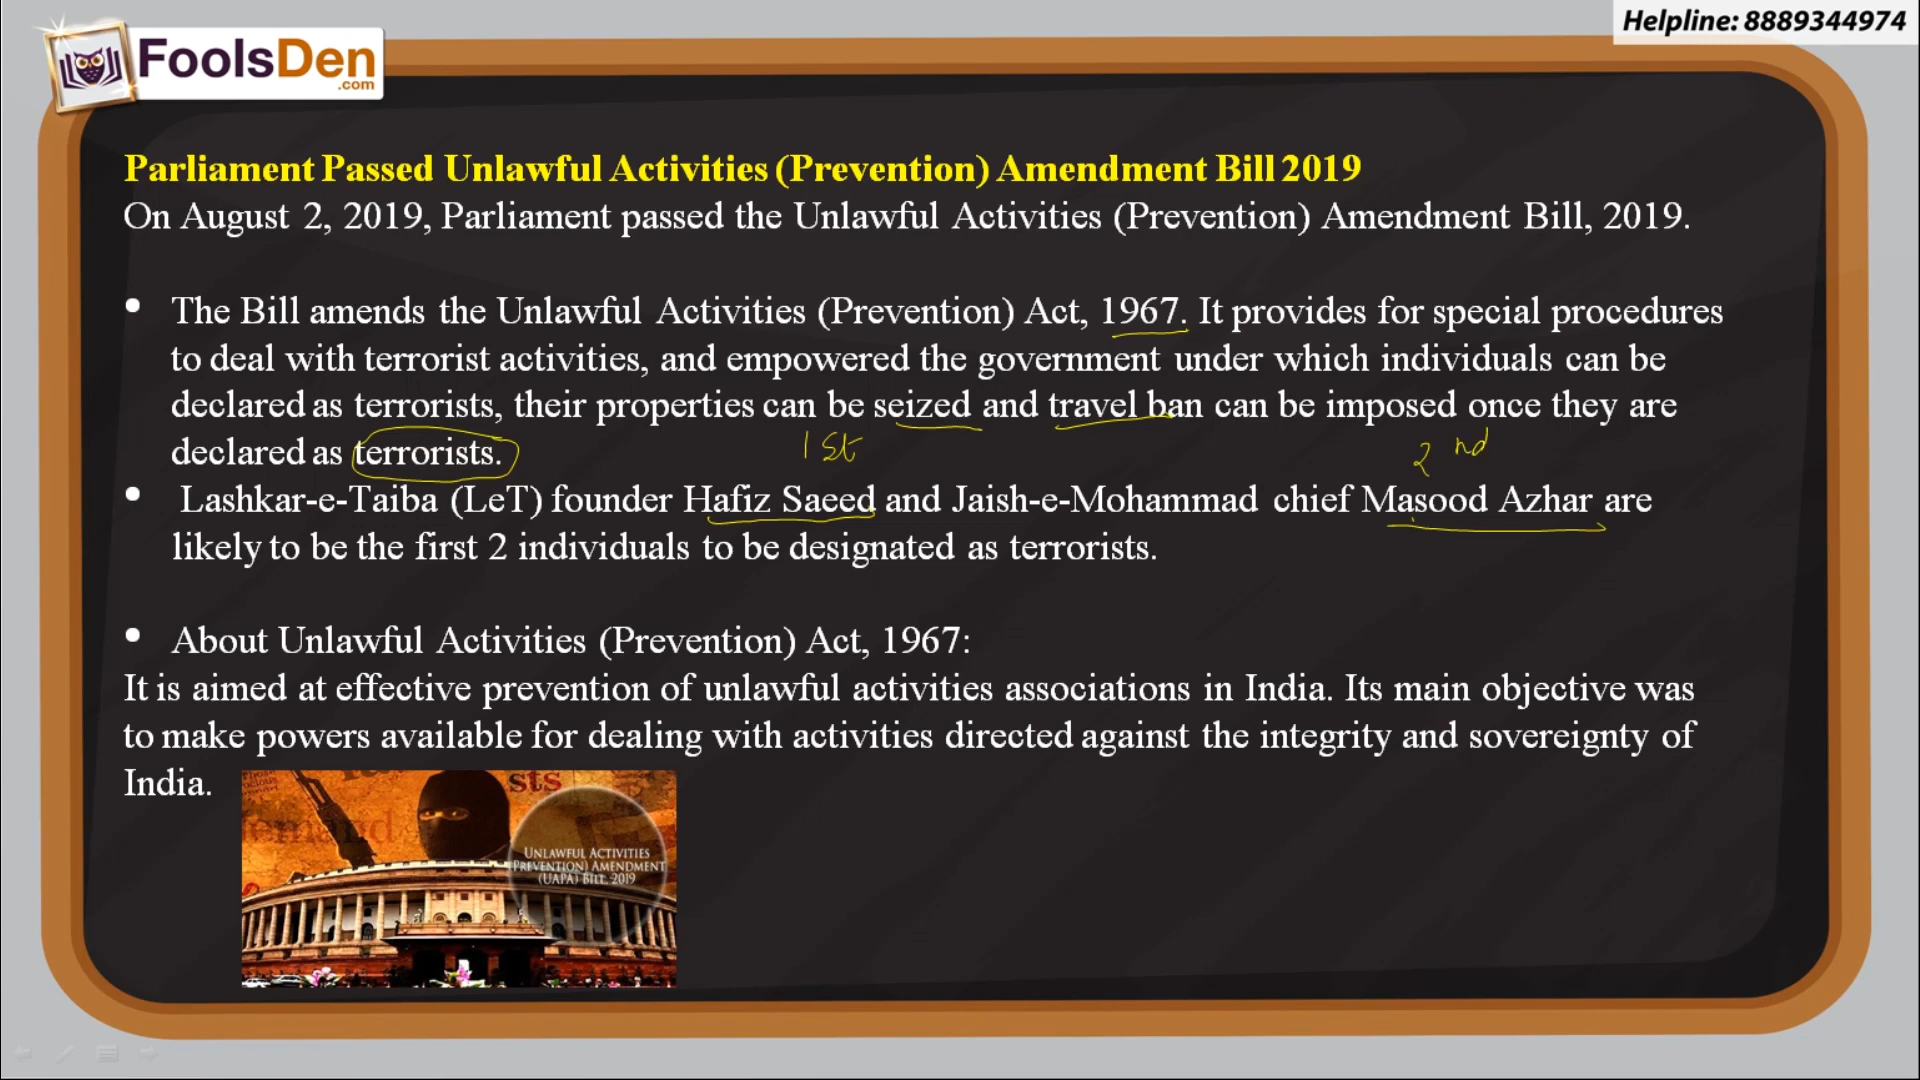 Helpline: 8889344974
FoolsDen
.com
Parliament Passed Unlawful Activities (Prevention) Amendment Bill 2019
On August 2, 2019, Parliament passed the Unlawful Activities (Prevention) Amendment Bill, 2019.
• The Bill amends the Unlawful Activities (Prevention) Act, 1967. It provides for special procedures
to deal with terrorist activities, and empowered the government under which individuals can be
declared as terrorists, their properties can be seized and travel ban can be imposed once they are
declared as terrorists.
1st
2nd
• Lashkar-e-Taiba (LeT) founder Hafiz Saeed and Jaish-e-Mohammad chief Masood Azhar are
likely to be the first 2 individuals to be designated as terrorists.
• About Unlawful Activities (Prevention) Act, 1967:
It is aimed at effective prevention of unlawful activities associations in India. Its main objective was
to make powers available for dealing with activities directed against the integrity and sovereignty of
India.
sts
UNLAWFUL ACTIVITIES
(PREVENTION) AMENDMENT
(UAPA) BILL, 2019